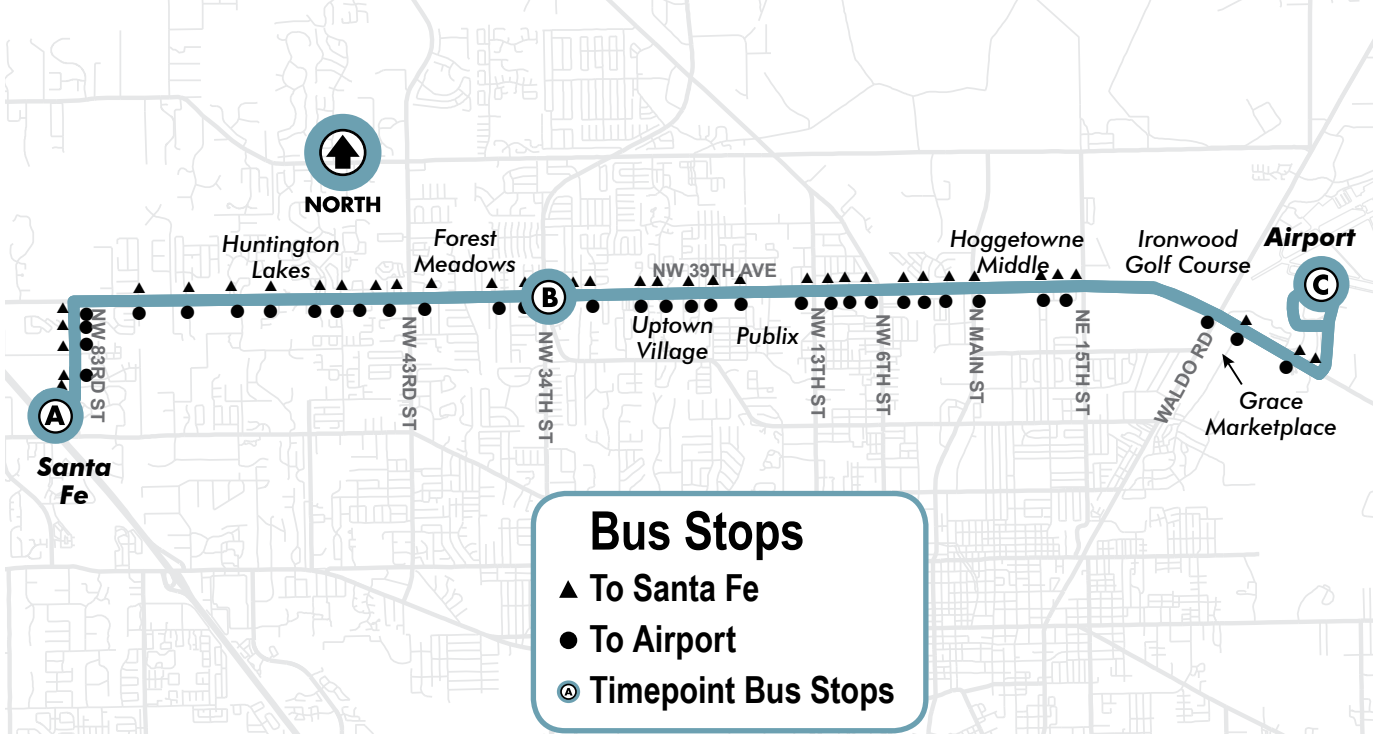 NORTH
Huntington
Lakes
Forest
Meadows
NW 39TH AVE
Hoggetowne
Middle
Ironwood
Golf Course
Airport
C
B
Uptown
Village
Publix
NW 83RD ST
NW 43RD ST
NW 34TH ST
NW 13TH ST
NW 6TH ST
N MAIN ST
NE 15TH ST
WALDO RD
Grace
Marketplace
A
Santa
Fe
Bus Stops
To Santa Fe
To Airport
A Timepoint Bus Stops